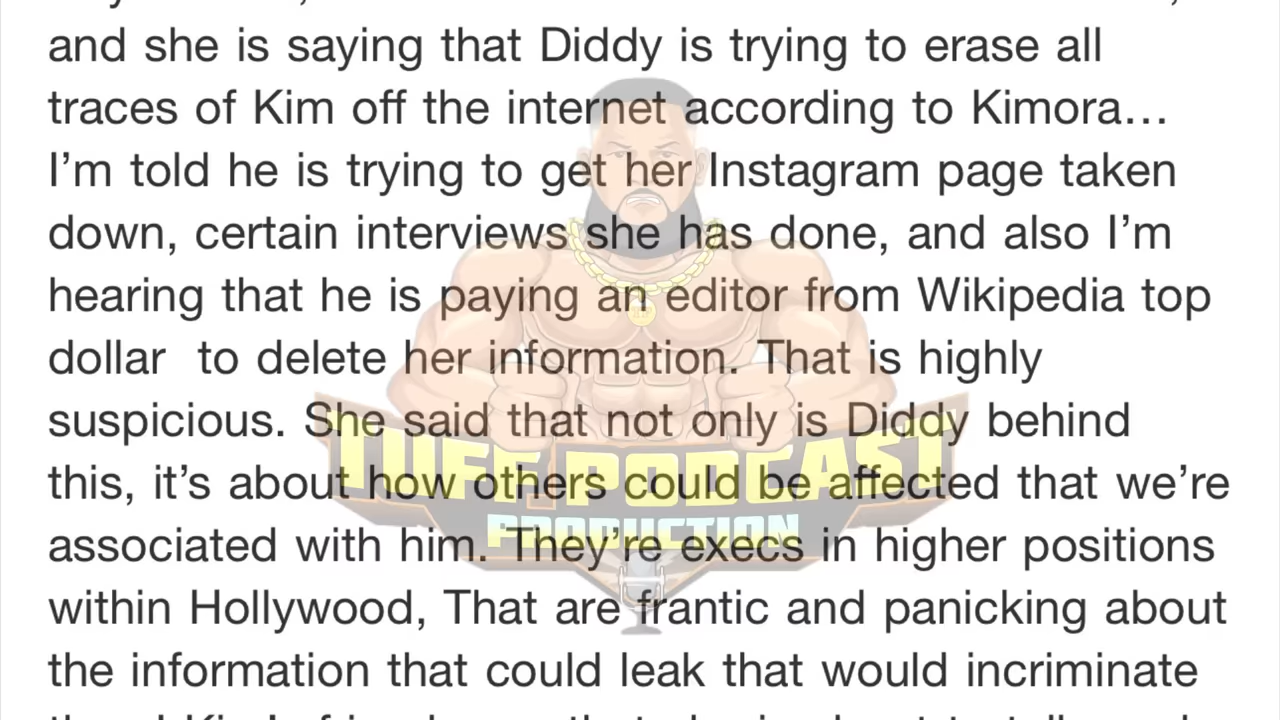 and she is saying that Diddy is trying to erase all
traces of Kim off the internet according to Kimora...
I’m told he is trying to get her Instagram page taken
down, certain interviews she has done, and also I’m
hearing that he is paying an editor from Wikipedia top
dollar  to delete her information. That is highly
suspicious. She said that not only is Diddy behind
this, it’s about how others could be affected that we’re
associated with him. They’re execs in higher positions
within Hollywood, That are frantic and panicking about
the information that could leak that would incriminate
TUFF PODCAST
PRODUCTION